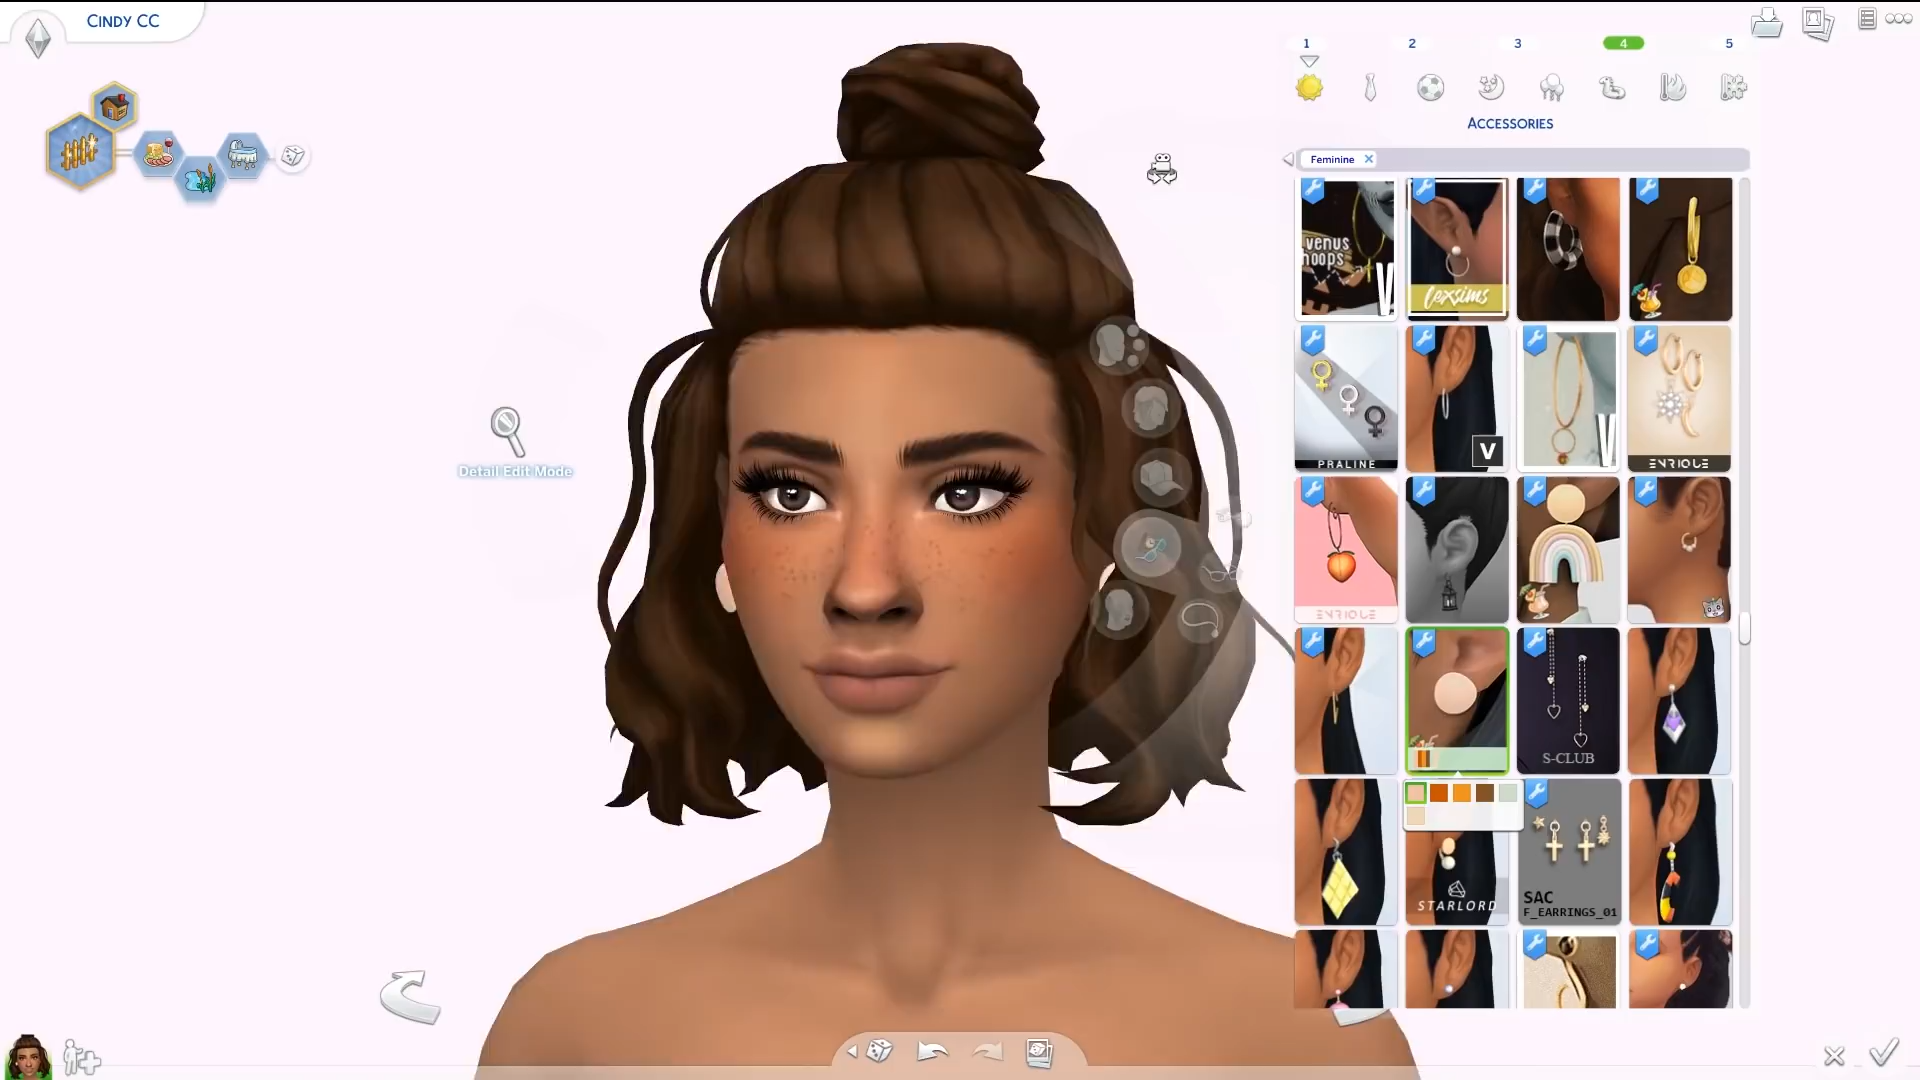 Cindy CC
1 2 3 4 5
Accessories
Feminine
venus
hoops
V
lexsims
PRALINE
V
V
ENRIQUE
ENRIQUE
Detail Edit Mode
S-CLUB
STARLORD
SAC
F_EARRINGS_01